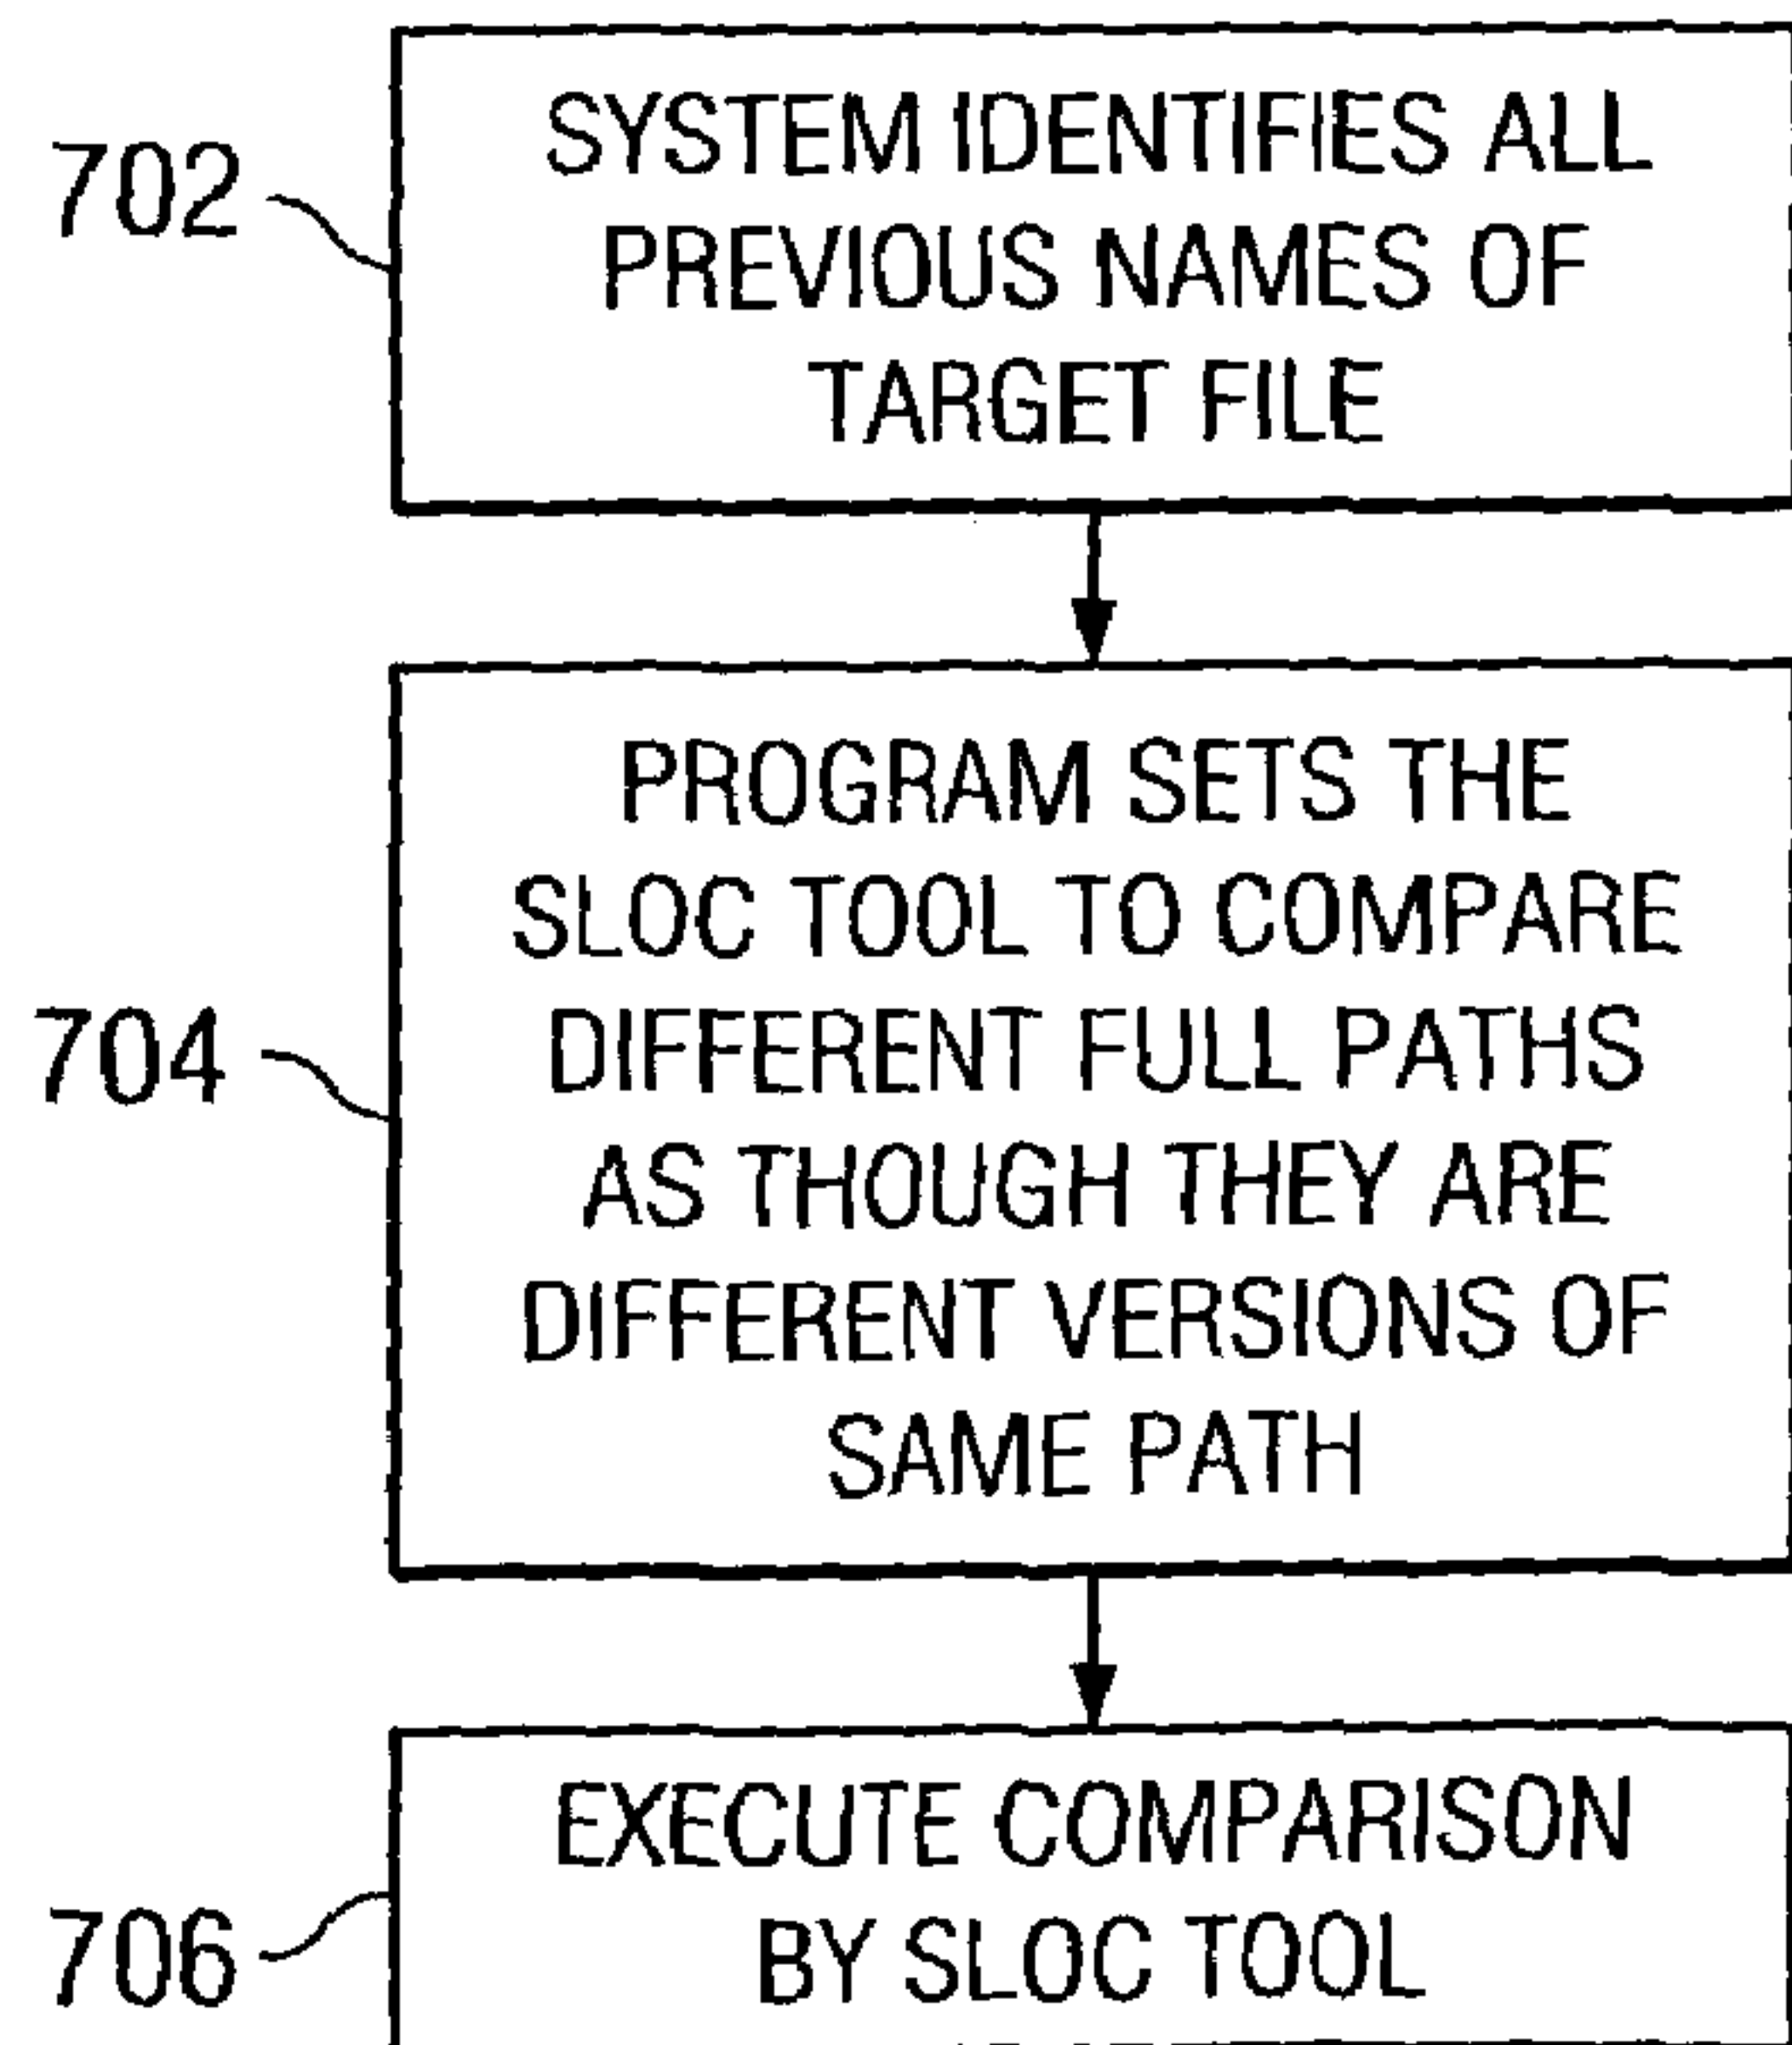 702
SYSTEM IDENTIFIES ALL
PREVIOUS NAMES OF
TARGET FILE
704
PROGRAM SETS THE
SLOC TOOL TO COMPARE
DIFFERENT FULL PATHS
AS THOUGH THEY ARE
DIFFERENT VERSIONS OF
SAME PATH
706
EXECUTE COMPARISON
BY SLOC TOOL